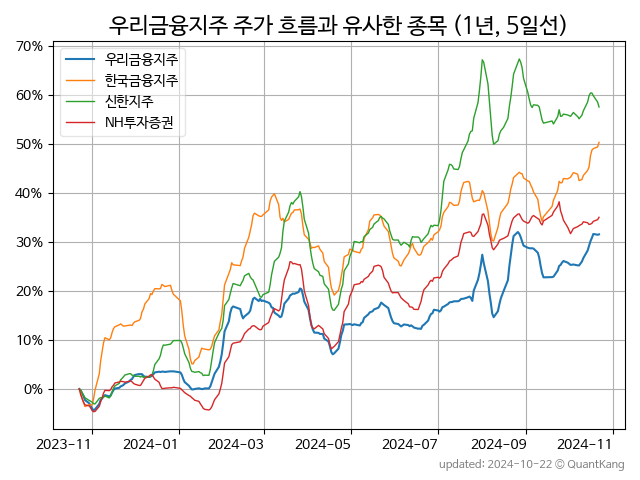 우리금융지주 주가 흐름과 유사한 종목 (1년, 5일선)
70%
60%
50%
40%
30%
20%
10%
0%
우리금융지주
한국금융지주
신한지주
NH투자증권
2023-11
2024-01
2024-03
2024-05
2024-07
2024-09
2024-11
updated: 2024-10-22 © QuantKang